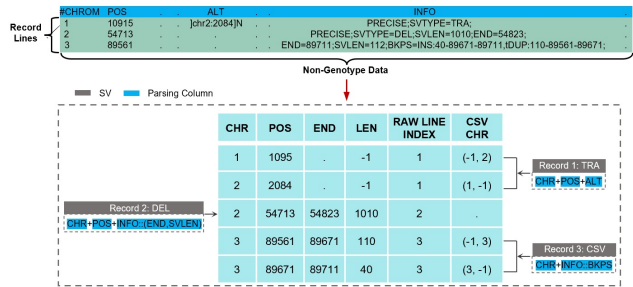 #CHROM POS . . ALT . . INFO .
Record Lines
1 10915 . . ]chr2:2084]N . . PRECISE;SVTYPE=TRA; .
2 54713 . . . . PRECISE;SVTYPE=DEL;SVLEN=1010;END=54823; .
3 89561 . . . . END=89711;SVLEN=112;BKPS=INS:40-89671-89711,tDUP:110-89561-89671; .
Non-Genotype Data
SV Parsing Column
CHR POS END LEN RAW LINE INDEX CSV CHR
1 1095 . -1 1 (-1, 2)
Record 1: TRA
CHR+POS+ALT
2 2084 . -1 1 (1, -1)
Record 2: DEL
CHR+POS+INFO::(END,SVLEN)
2 54713 54823 1010 2 .
3 89561 89671 110 3 (-1, 3)
Record 3: CSV
CHR+INFO::BKPS
3 89671 89711 40 3 (3, -1)